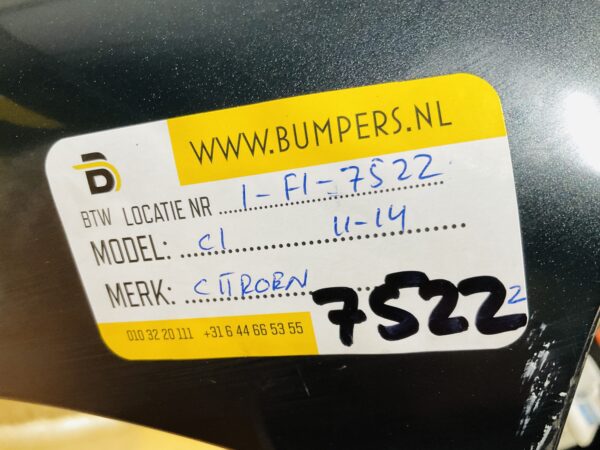 WWW.BUMPERS.NL
D
BTW LOCATIE NR 1-F1-7522
MODEL: C1 11-14
MERK: CITROEN
7522 2
010 32 20 111 +31 6 44 66 53 55